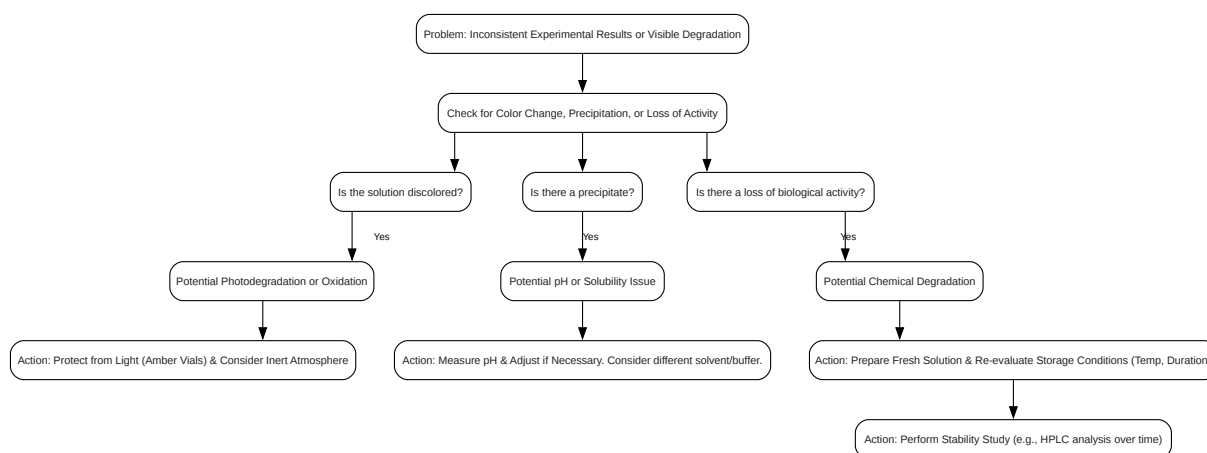 Problem: Inconsistent Experimental Results or Visible Degradation
Check for Color Change, Precipitation, or Loss of Activity
Is the solution discolored?
Is there a precipitate?
Is there a loss of biological activity?
Yes
Yes
Yes
Potential Photodegradation or Oxidation
Potential pH or Solubility Issue
Potential Chemical Degradation
Action: Protect from Light (Amber Vials) & Consider Inert Atmosphere
Action: Measure pH & Adjust if Necessary. Consider different solvent/buffer.
Action: Prepare Fresh Solution & Re-evaluate Storage Conditions (Temp, Duration
Action: Perform Stability Study (e.g., HPLC analysis over time)